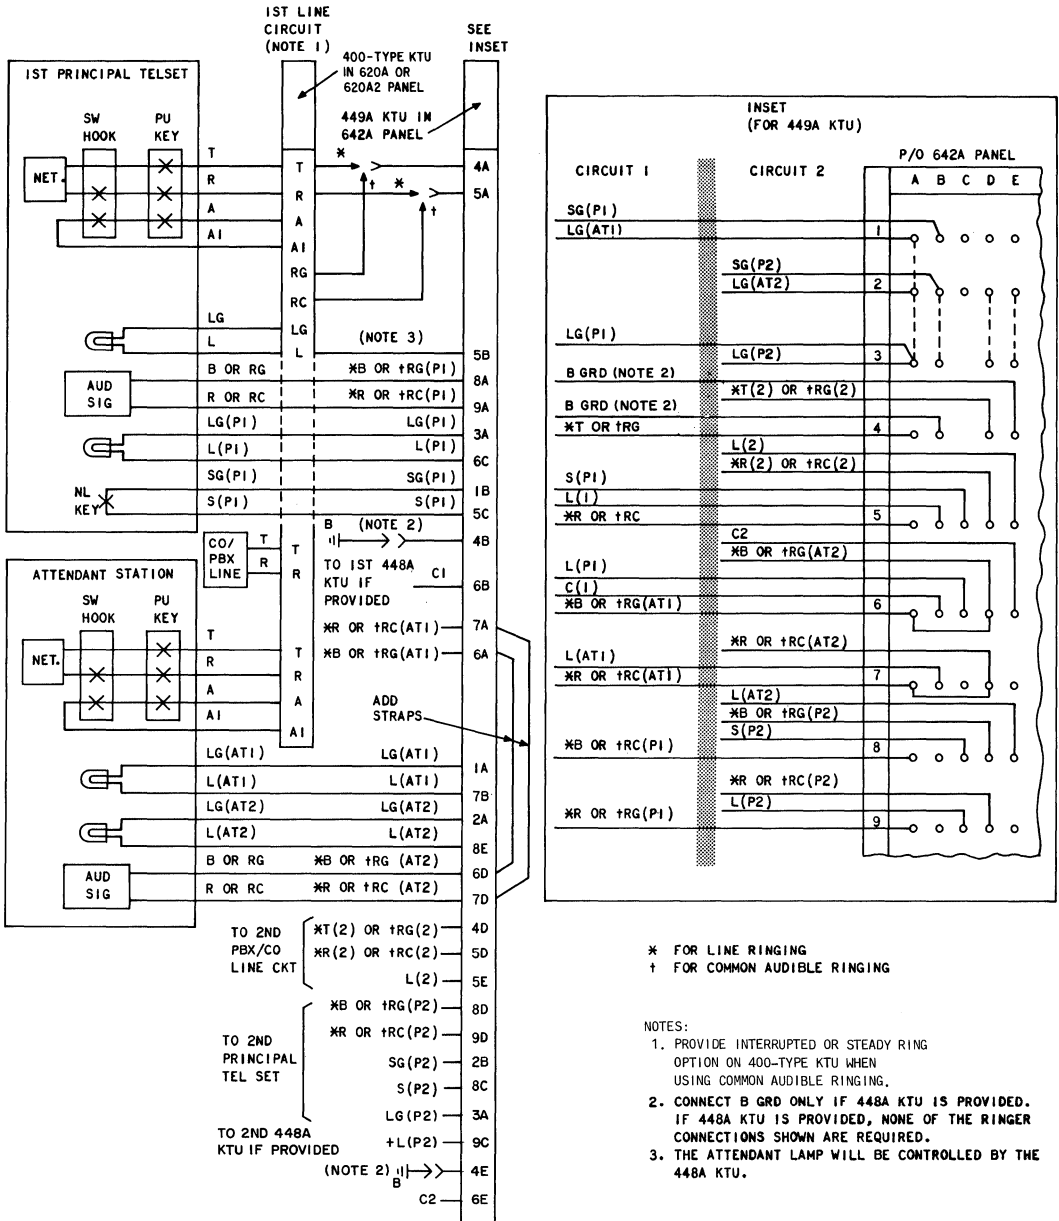 1ST LINE
CIRCUIT
(NOTE 1)
SEE
INSET
400-TYPE KTU
IN 620A OR
620A2 PANEL
449A KTU IN
642A PANEL
1ST PRINCIPAL TELSET
SW
HOOK
PU
KEY
NET.
T
R
A
A1
T
R
A
A1
RG
RC
*
†
*
†
4A
5A
LG
L
LG
L
(NOTE 3)
5B
AUD
SIG
B OR RG
*B OR †RG(P1)
8A
R OR RC
*R OR †RC(P1)
9A
LG(P1)
LG(P1)
3A
L(P1)
L(P1)
6C
SG(P1)
SG(P1)
1B
NL
KEY
S(P1)
S(P1)
5C
CO/
PBX
LINE
T
R
T
R
B
(NOTE 2)
4B
TO 1ST 448A
KTU IF
PROVIDED
C1
6B
ATTENDANT STATION
SW
HOOK
PU
KEY
NET.
T
R
A
A1
T
R
A
A1
*R OR †RC(AT1)
7A
*B OR †RG(AT1)
6A
ADD
STRAPS
LG(AT1)
LG(AT1)
1A
L(AT1)
L(AT1)
7B
LG(AT2)
LG(AT2)
2A
L(AT2)
L(AT2)
8E
AUD
SIG
B OR RG
*B OR †RG (AT2)
6D
R OR RC
*R OR †RC (AT2)
7D
TO 2ND
PBX/CO
LINE CKT
*T(2) OR †RG(2)
4D
*R(2) OR †RC(2)
5D
L(2)
5E
TO 2ND
PRINCIPAL
TEL SET
*B OR †RG(P2)
8D
*R OR †RC(P2)
9D
SG(P2)
2B
S(P2)
8C
LG(P2)
3A
TO 2ND 448A
KTU IF PROVIDED
+L(P2)
9C
(NOTE 2)
B
4E
C2
6E
INSET
(FOR 449A KTU)
CIRCUIT 1
CIRCUIT 2
P/O 642A PANEL
A B C D E
SG(P1)
LG(AT1)
1
SG(P2)
LG(AT2)
2
LG(P1)
LG(P2)
3
B GRD (NOTE 2)
*T(2) OR †RG(2)
B GRD (NOTE 2)
*T OR †RG
4
L(2)
*R(2) OR †RC(2)
S(P1)
L(1)
*R OR †RC
5
C2
*B OR †RG(AT2)
L(P1)
C(1)
*B OR †RG(AT1)
6
*R OR †RC(AT2)
L(AT1)
*R OR †RC(AT1)
7
L(AT2)
*B OR †RG(P2)
S(P2)
*B OR †RC(P1)
8
*R OR †RC(P2)
L(P2)
*R OR †RG(P1)
9
* FOR LINE RINGING
† FOR COMMON AUDIBLE RINGING
NOTES:
1. PROVIDE INTERRUPTED OR STEADY RING
OPTION ON 400-TYPE KTU WHEN
USING COMMON AUDIBLE RINGING.
2. CONNECT B GRD ONLY IF 448A KTU IS PROVIDED.
IF 448A KTU IS PROVIDED, NONE OF THE RINGER
CONNECTIONS SHOWN ARE REQUIRED.
3. THE ATTENDANT LAMP WILL BE CONTROLLED BY THE
448A KTU.